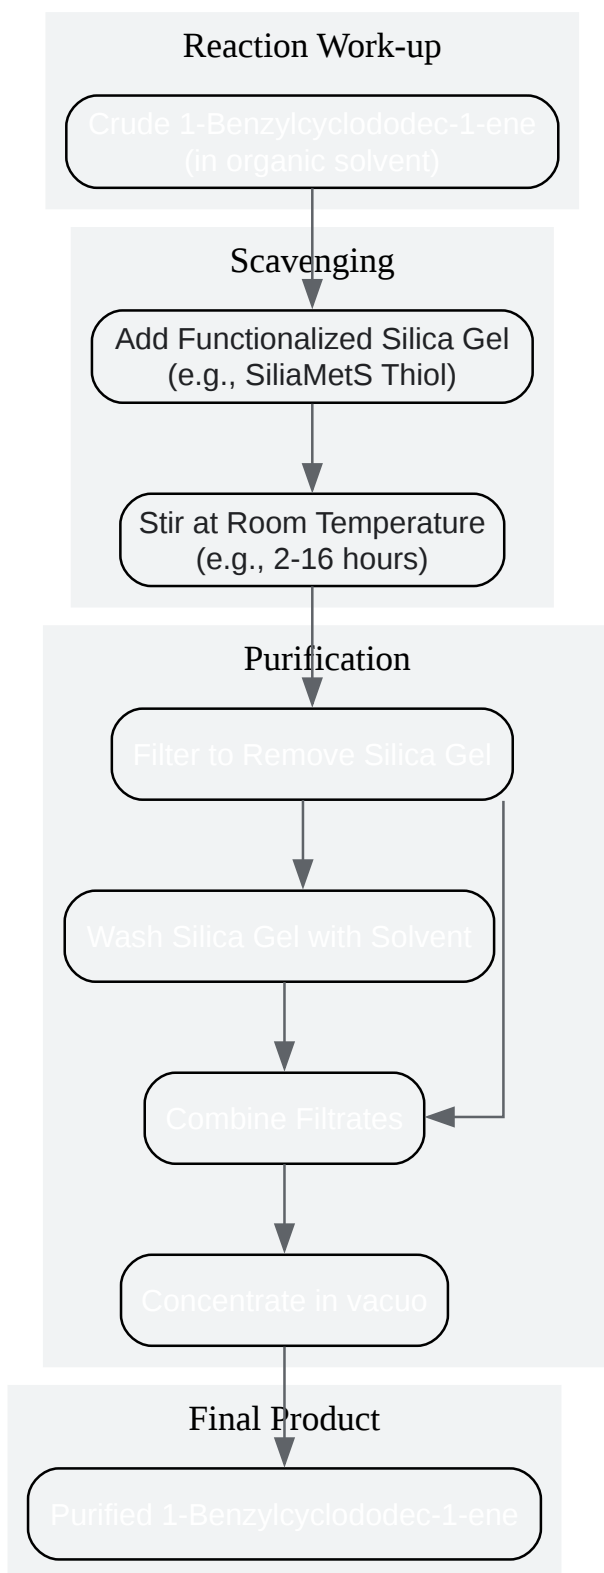 Reaction Work-up
Crude 1-Benzylcyclododec-1-ene
(in organic solvent)
Scavenging
Add Functionalized Silica Gel
(e.g., SiliaMetS Thiol)
Stir at Room Temperature
(e.g., 2-16 hours)
Purification
Filter to Remove Silica Gel
Wash Silica Gel with Solvent
Combine Filtrates
Concentrate in vacuo
Final Product
Purified 1-Benzylcyclododec-1-ene